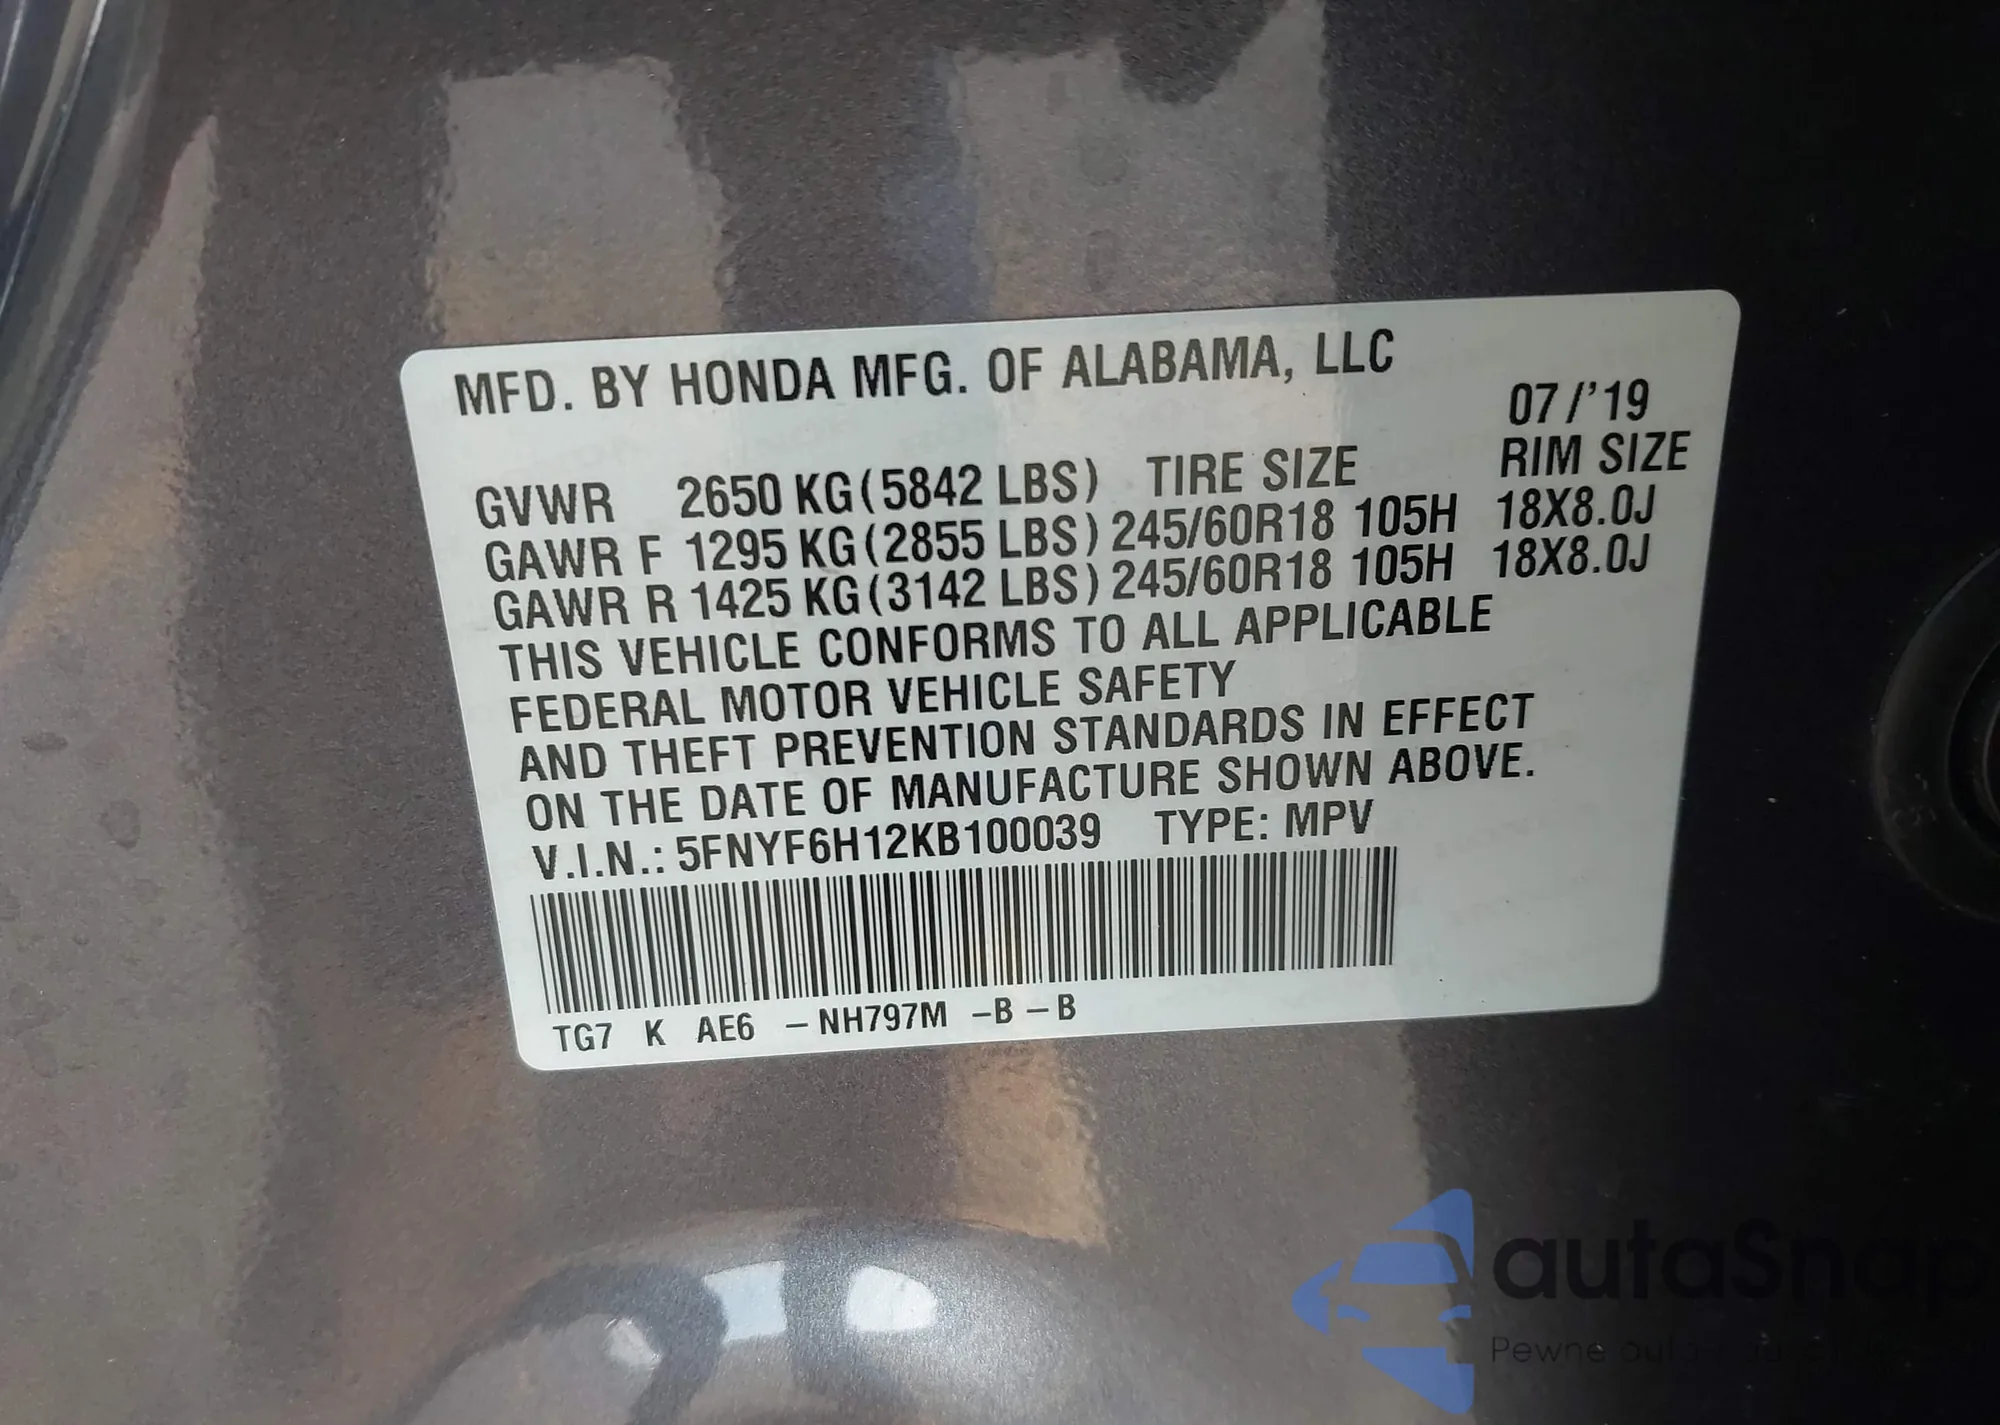 MFD. BY HONDA MFG. OF ALABAMA, LLC
07/'19
GVWR 2650 KG(5842 LBS) TIRE SIZE RIM SIZE
GAWR F 1295 KG(2855 LBS) 245/60R18 105H 18X8.0J
GAWR R 1425 KG(3142 LBS) 245/60R18 105H 18X8.0J
THIS VEHICLE CONFORMS TO ALL APPLICABLE
FEDERAL MOTOR VEHICLE SAFETY
AND THEFT PREVENTION STANDARDS IN EFFECT
ON THE DATE OF MANUFACTURE SHOWN ABOVE.
V.I.N.: 5FNYF6H12KB100039 TYPE: MPV
TG7 K AE6 -NH797M -B-B
autaSnap
Pewne auta